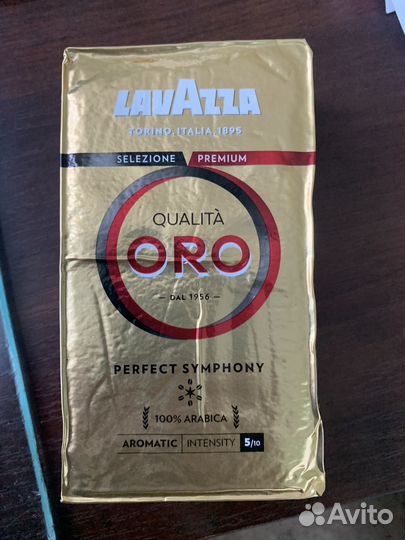 LAVAZZA
TORINO, ITALIA, 1895
SELEZIONE PREMIUM
QUALITÀ
ORO
— DAL 1956 —
PERFECT SYMPHONY
100% ARABICA
AROMATIC INTENSITY 5/10
Avito